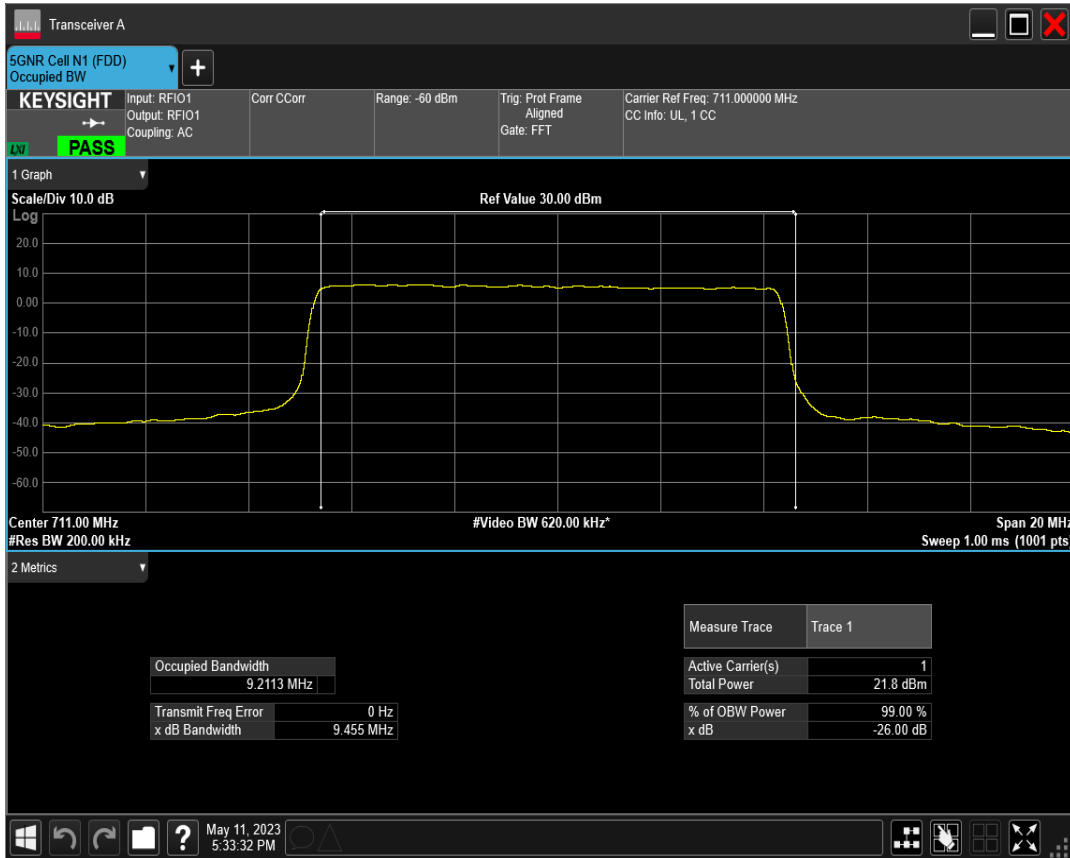 Transceiver A
5GNR Cell N1 (FDD)
Occupied BW
+
KEYSIGHT
LXI
PASS
Input: RFIO1
Output: RFIO1
Coupling: AC
Corr CCorr
Range: -60 dBm
Trig: Prot Frame
Aligned
Gate: FFT
Carrier Ref Freq: 711.000000 MHz
CC Info: UL, 1 CC
1 Graph
Scale/Div 10.0 dB
Ref Value 30.00 dBm
Log
20.0
10.0
0.00
-10.0
-20.0
-30.0
-40.0
-50.0
-60.0
Center 711.00 MHz
#Video BW 620.00 kHz*
Span 20 MHz
#Res BW 200.00 kHz
Sweep 1.00 ms (1001 pts)
2 Metrics
Measure Trace Trace 1
Occupied Bandwidth
9.2113 MHz
Active Carrier(s) 1
Total Power 21.8 dBm
Transmit Freq Error 0 Hz
x dB Bandwidth 9.455 MHz
% of OBW Power 99.00 %
x dB -26.00 dB
?
May 11, 2023
5:33:32 PM